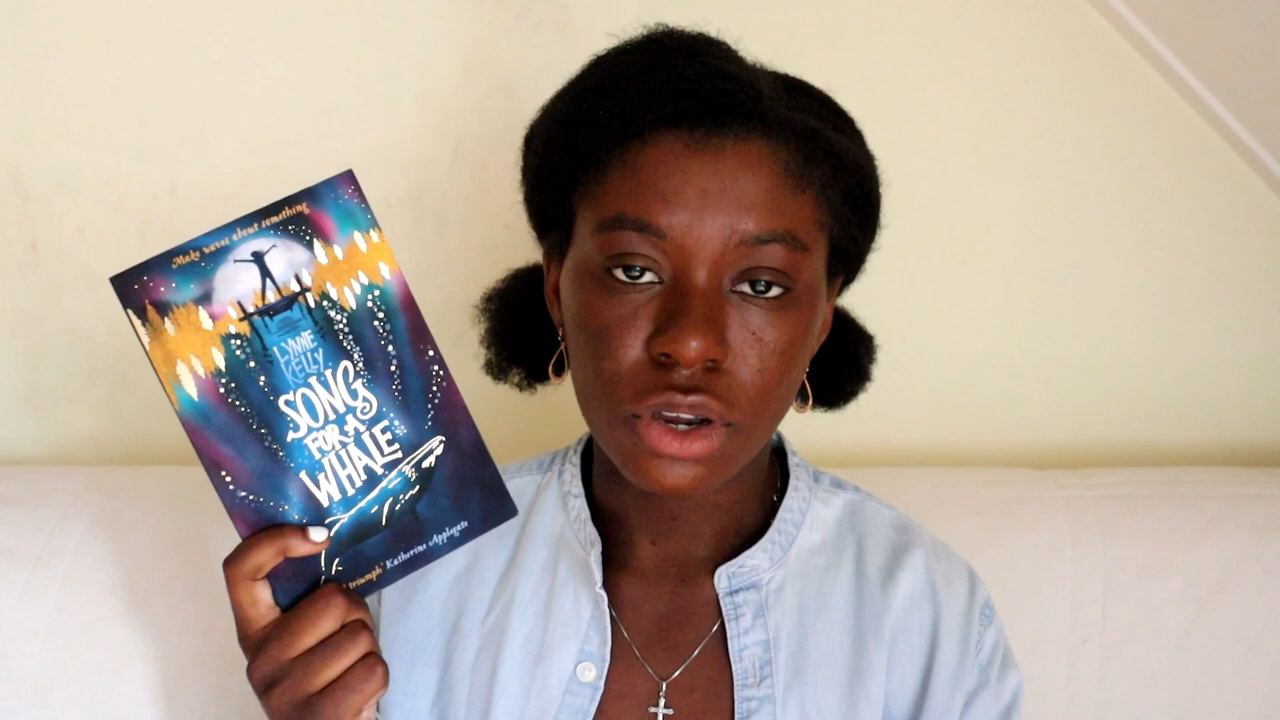 Make waves about something
LYNNE
KELLY
SONG
FOR A
WHALE
triumph' Katherine Applegate